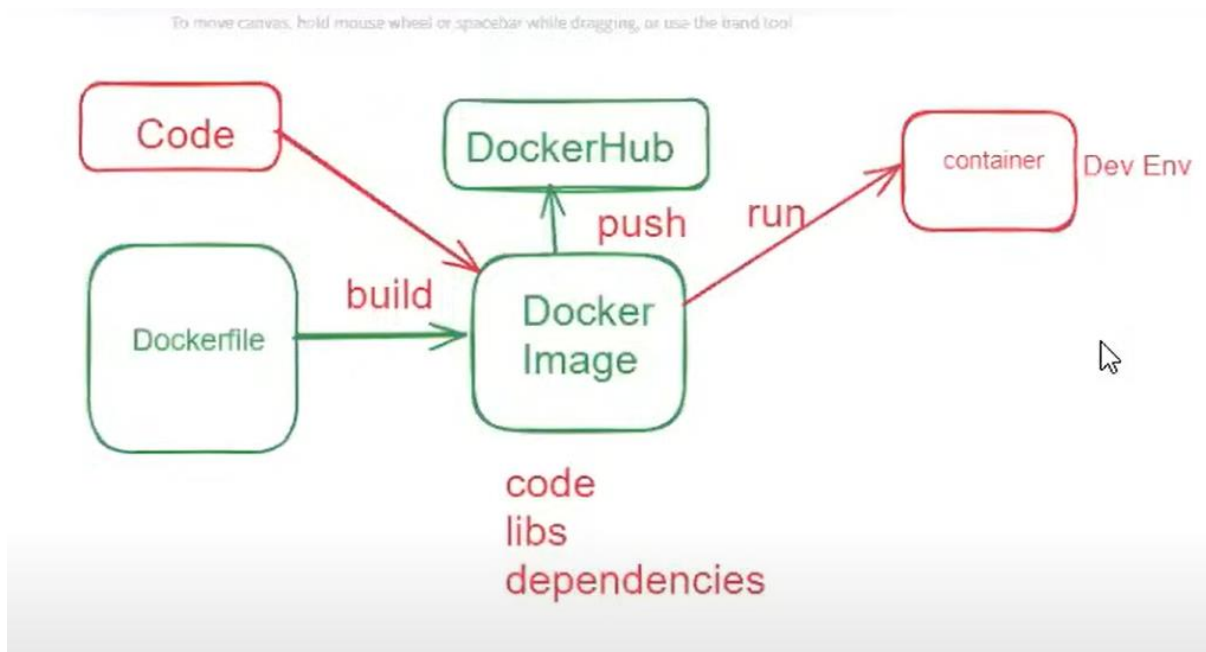 To move canvas, hold mouse wheel or spacebar while dragging, or use the hand tool
Code
DockerHub
container
Dev Env
push
run
build
Dockerfile
Docker
Image
code
libs
dependencies